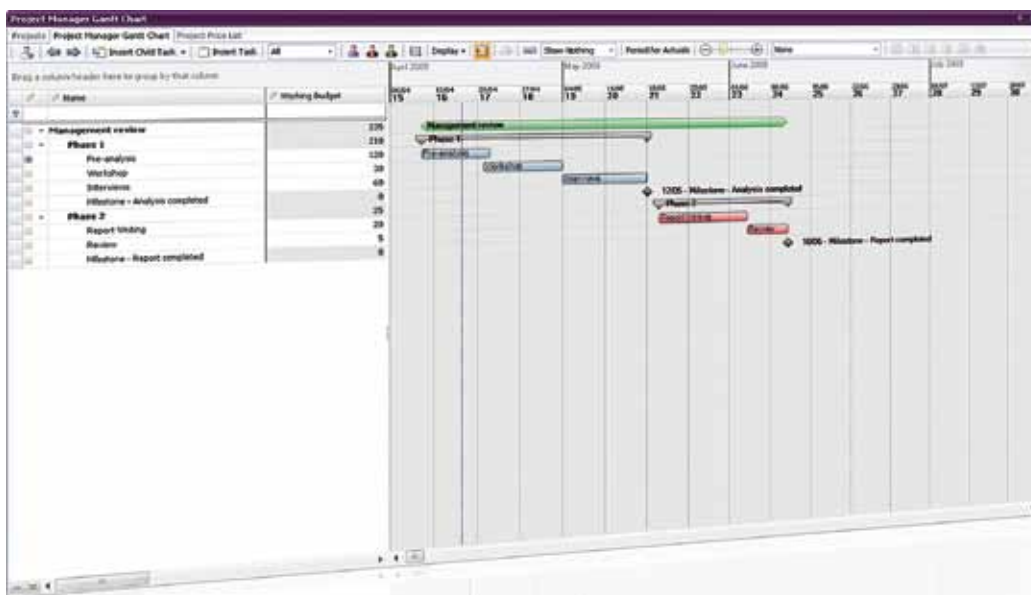 Project Manager Gantt Chart
Projects Project Manager Gantt Chart Project Price List
Insert Child Task Insert Task All Display Show Nothing Period for Actuals None
Drag a column header here to group by that column
April 2009 May 2009 June 2009 July 2009
Name Working Budget
15 16 17 18 19 20 21 22 23 24 25 26 27 28 29 30
Management review 235 Management review
Phase 1 210 Phase 1
Pre-analysis 120 Pre-analysis
Workshop 30 Workshop
Interviews 60 Interviews
Milestone - Analysis completed 0 12/05 - Milestone - Analysis completed
Phase 2 25 Phase 2
Report Writing 20 Report Writing
Review 5 Review
Milestone - Report completed 0 10/06 - Milestone - Report completed